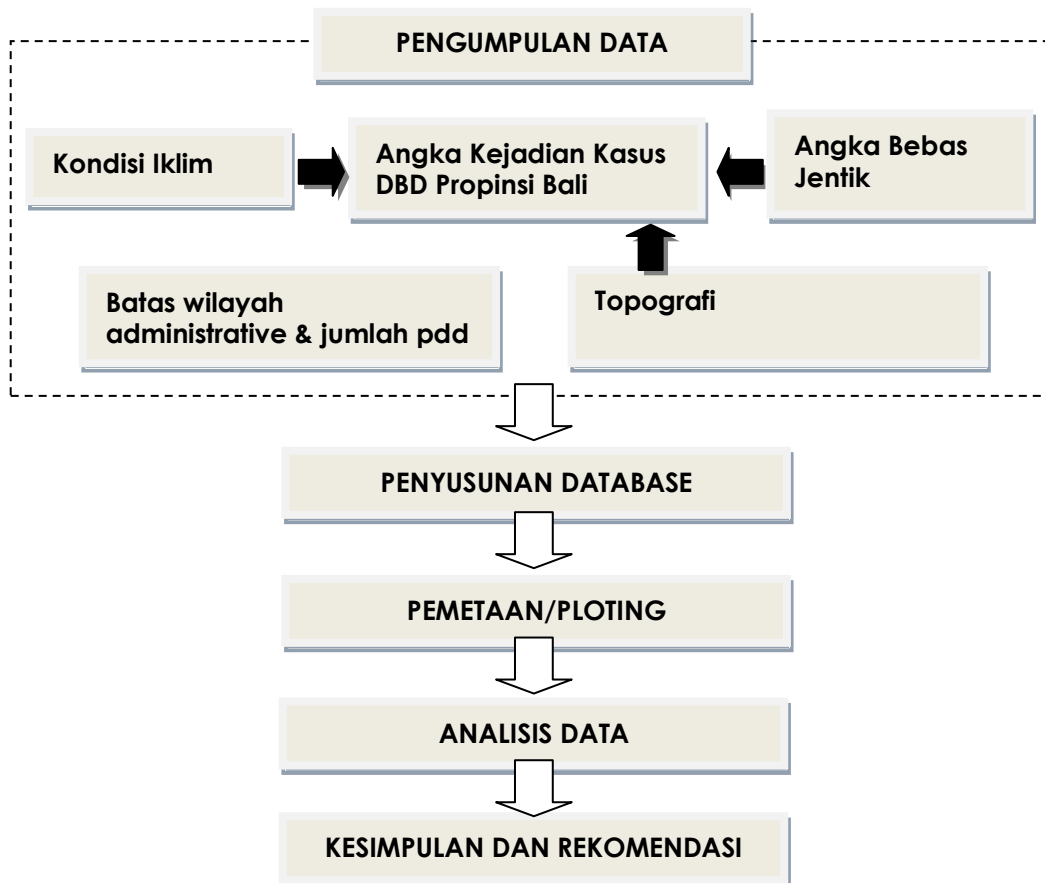 PENGUMPULAN DATA
Kondisi Iklim
Angka Kejadian Kasus
DBD Propinsi Bali
Angka Bebas
Jentik
Batas wilayah
administrative & jumlah pdd
Topografi
PENYUSUNAN DATABASE
PEMETAAN/PLOTING
ANALISIS DATA
KESIMPULAN DAN REKOMENDASI